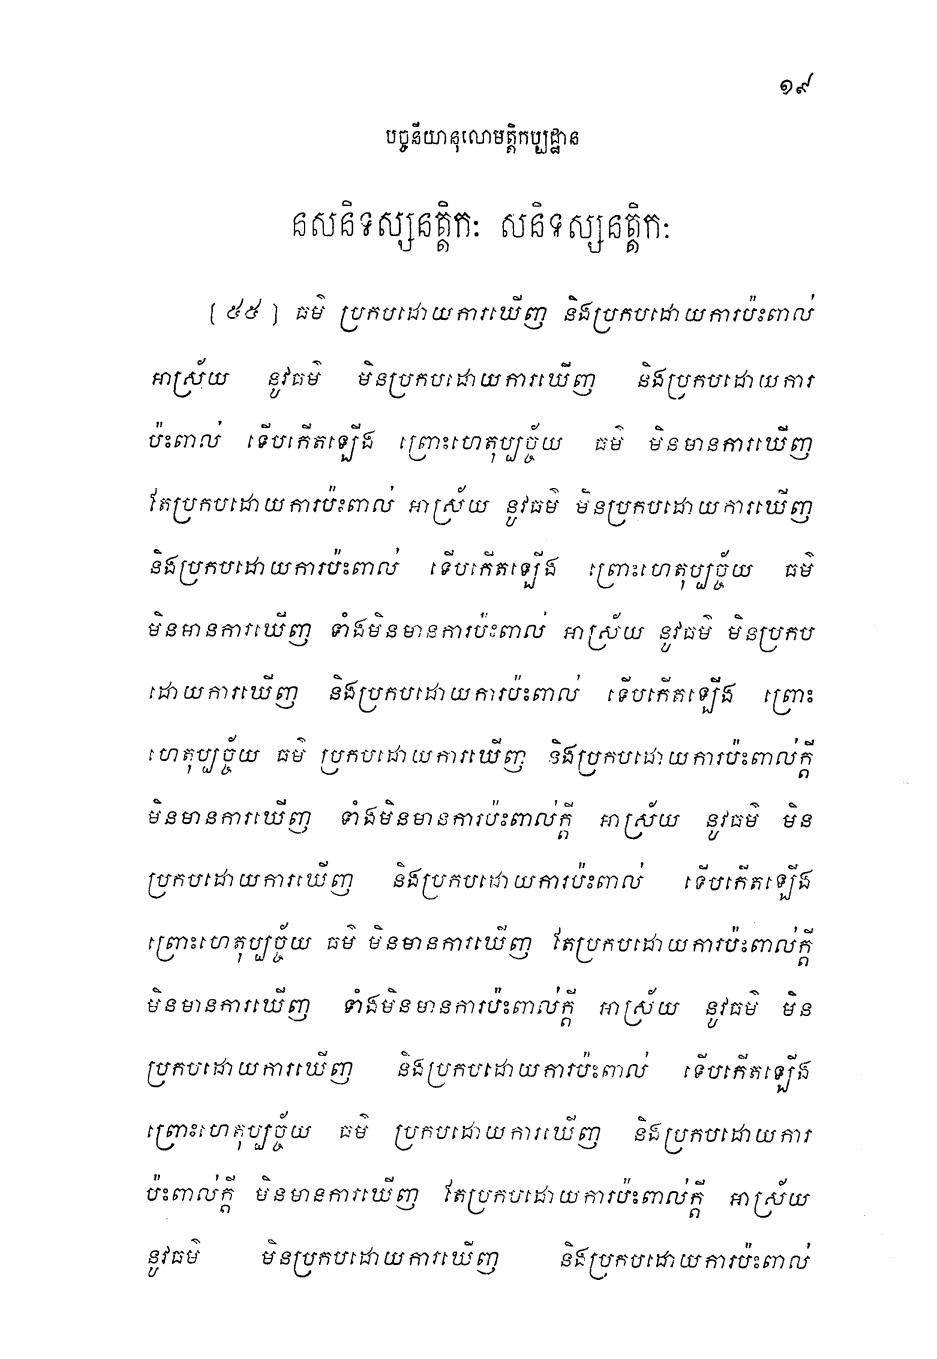 ១៩
បច្ចនីយានុលោមត្តិកប្បដ្ឋាន
នសនិទស្សនត្តិកៈ សនិទស្សនត្តិកៈ
[ ៥៥ ] ធម៌ ប្រកបដោយការឃើញ និងប្រកបដោយការប៉ះពាល់
អាស្រ័យ នូវធម៌ មិនប្រកបដោយការឃើញ និងប្រកបដោយការ
ប៉ះពាល់ ទើបកើតឡើង ព្រោះហេតុប្បច្ច័យ ធម៌ មិនមានការឃើញ
តែប្រកបដោយការប៉ះពាល់ អាស្រ័យ នូវធម៌ មិនប្រកបដោយការឃើញ
និងប្រកបដោយការប៉ះពាល់ ទើបកើតឡើង ព្រោះហេតុប្បច្ច័យ ធម៌
មិនមានការឃើញ ទាំងមិនមានការប៉ះពាល់ អាស្រ័យ នូវធម៌ មិនប្រកប
ដោយការឃើញ និងប្រកបដោយការប៉ះពាល់ ទើបកើតឡើង ព្រោះ
ហេតុប្បច្ច័យ ធម៌ ប្រកបដោយការឃើញ និងប្រកបដោយការប៉ះពាល់ក្តី
មិនមានការឃើញ ទាំងមិនមានការប៉ះពាល់ក្តី អាស្រ័យ នូវធម៌ មិន
ប្រកបដោយការឃើញ និងប្រកបដោយការប៉ះពាល់ ទើបកើតឡើង
ព្រោះហេតុប្បច្ច័យ ធម៌ មិនមានការឃើញ តែប្រកបដោយការប៉ះពាល់ក្តី
មិនមានការឃើញ ទាំងមិនមានការប៉ះពាល់ក្តី អាស្រ័យ នូវធម៌ មិន
ប្រកបដោយការឃើញ និងប្រកបដោយការប៉ះពាល់ ទើបកើតឡើង
ព្រោះហេតុប្បច្ច័យ ធម៌ ប្រកបដោយការឃើញ និងប្រកបដោយការ
ប៉ះពាល់ក្តី មិនមានការឃើញ តែប្រកបដោយការប៉ះពាល់ក្តី អាស្រ័យ
នូវធម៌ មិនប្រកបដោយការឃើញ និងប្រកបដោយការប៉ះពាល់